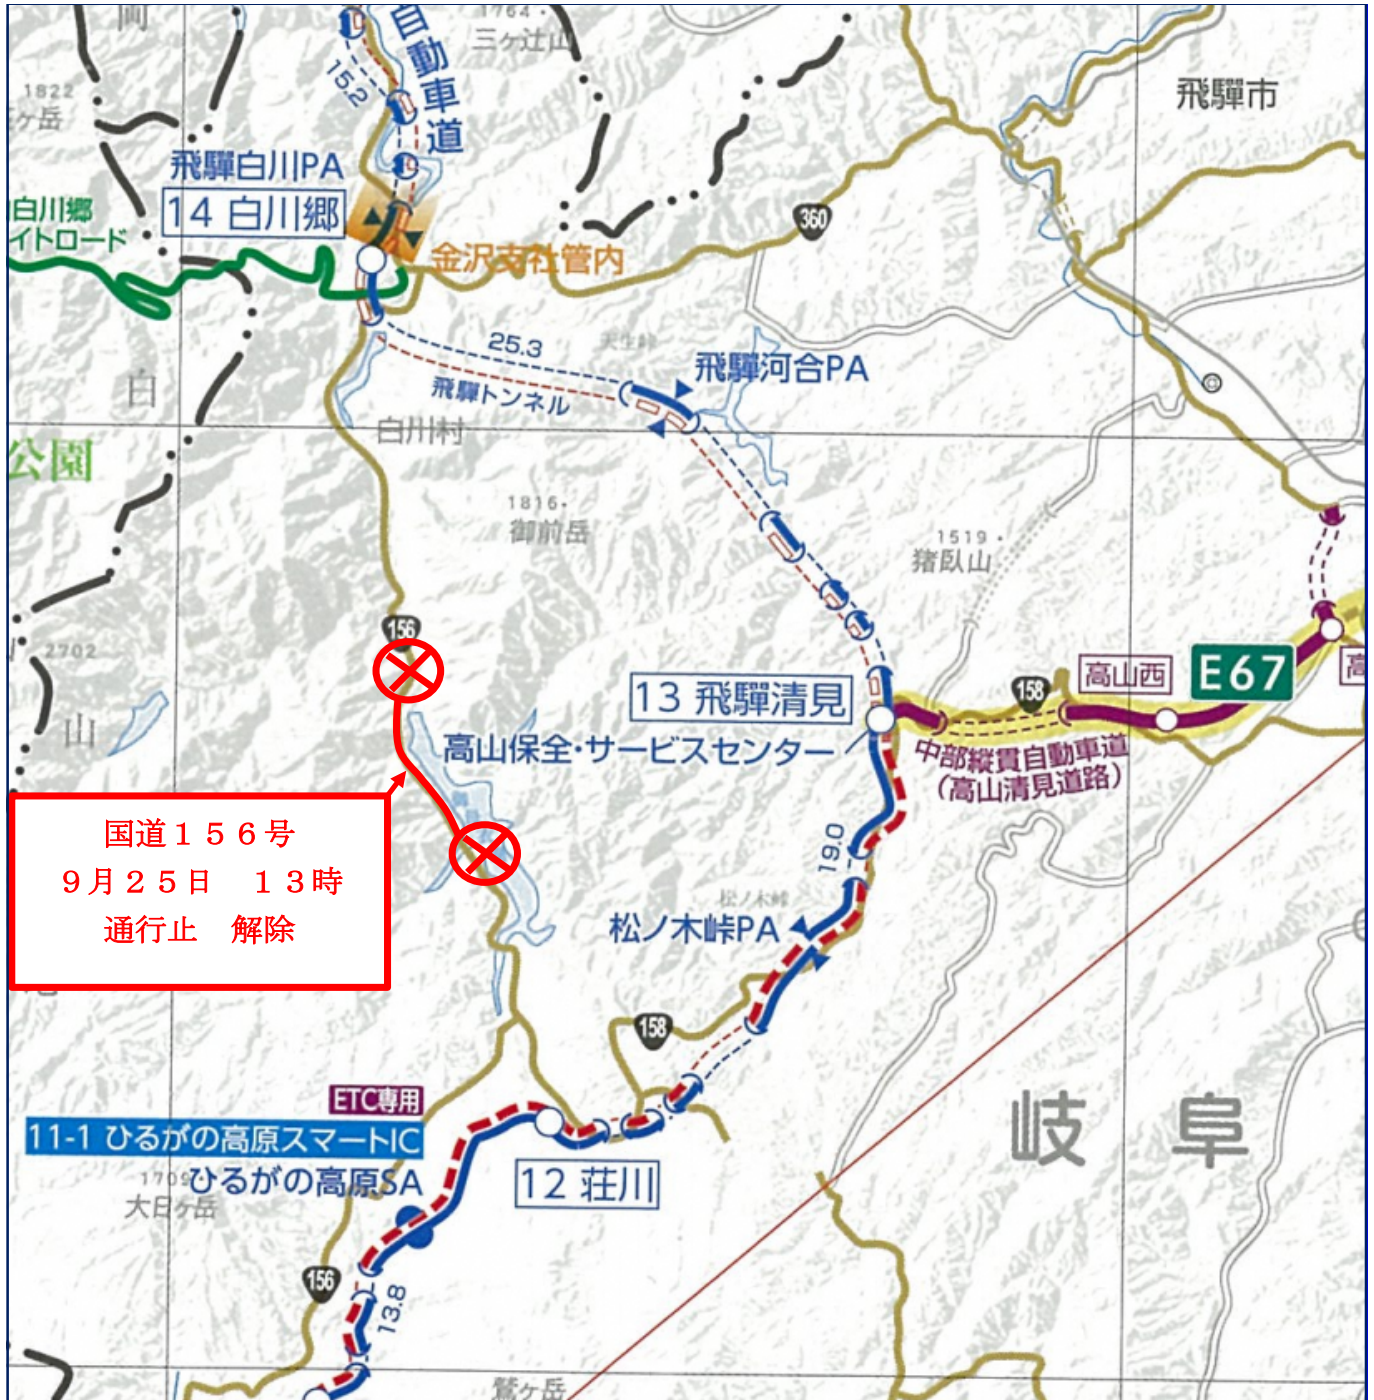 1764
三ヶ辻山
自動車道
15.2
1822
ヶ岳
飛驒市
飛驒白川PA
14 白川郷
白川郷
イトロード
金沢支社管内
360
25.3
天生峠
飛驒トンネル
飛驒河合PA
白
白川村
公園
1816
御前岳
1519
猪臥山
156
2702
山
13 飛驒清見
高山西
E67
高
158
高山保全・サービスセンター
中部縦貫自動車道
(高山清見道路)
国道156号
9月25日　13時
通行止　解除
19.0
松ノ木峠
松ノ木峠PA
158
ETC専用
11-1 ひるがの高原スマートIC
ひるがの高原SA
1709
大日ヶ岳
12 荘川
岐阜
156
13.8
鷲ヶ岳